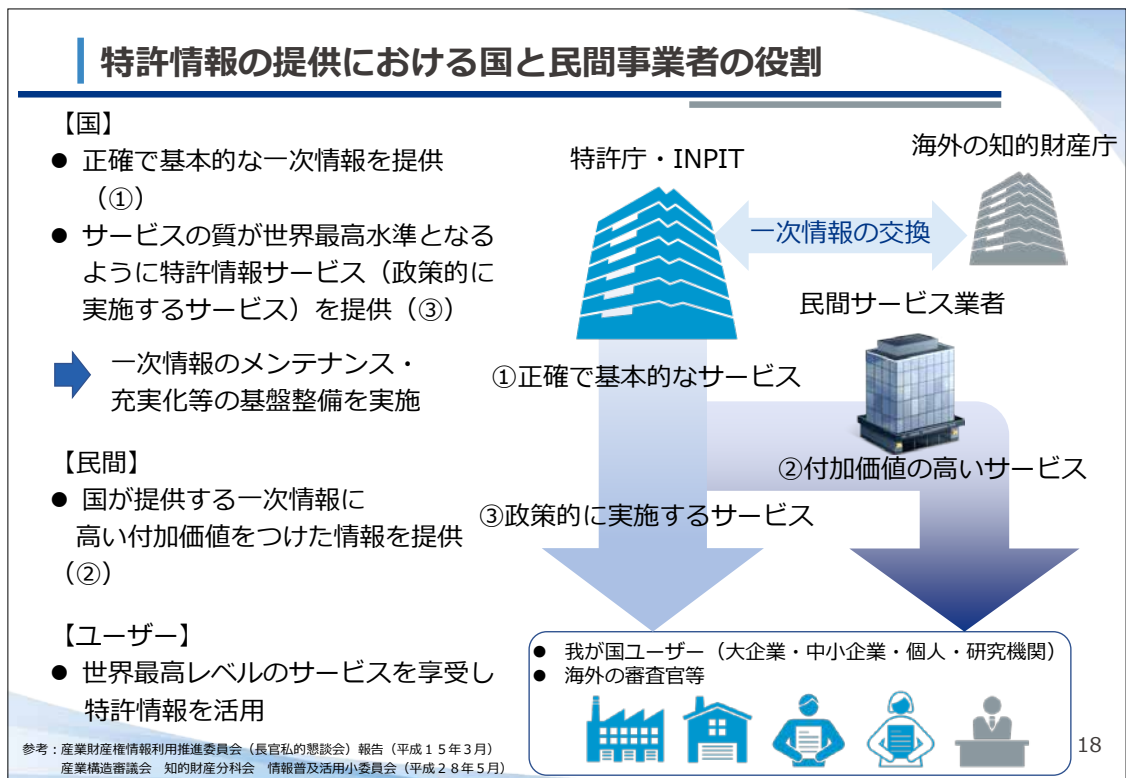 特許情報の提供における国と民間事業者の役割
【国】
● 正確で基本的な一次情報を提供
（①）
● サービスの質が世界最高水準となる
ように特許情報サービス（政策的に
実施するサービス）を提供（③）
一次情報のメンテナンス・
充実化等の基盤整備を実施
【民間】
● 国が提供する一次情報に
高い付加価値をつけた情報を提供
（②）
【ユーザー】
● 世界最高レベルのサービスを享受し
特許情報を活用
参考：産業財産権情報利用推進委員会（長官私的懇談会）報告（平成１５年３月）
産業構造審議会　知的財産分科会　情報普及活用小委員会（平成２８年５月）
特許庁・INPIT
海外の知的財産庁
一次情報の交換
民間サービス業者
①正確で基本的なサービス
②付加価値の高いサービス
③政策的に実施するサービス
● 我が国ユーザー（大企業・中小企業・個人・研究機関）
● 海外の審査官等
18